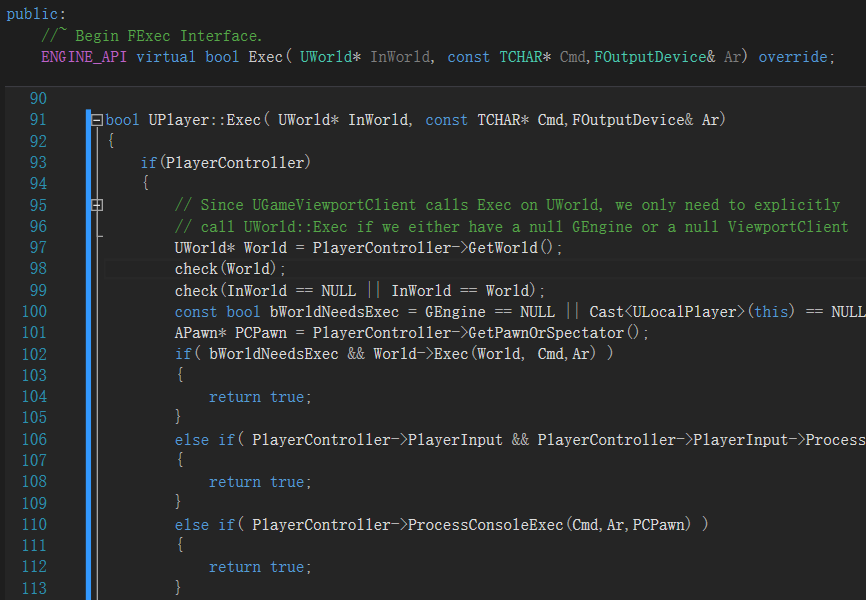 public:
//~ Begin FExec Interface.
ENGINE_API virtual bool Exec( UWorld* InWorld, const TCHAR* Cmd,FOutputDevice& Ar) override;
90
91 bool UPlayer::Exec( UWorld* InWorld, const TCHAR* Cmd,FOutputDevice& Ar)
92 {
93 if(PlayerController)
94 {
95 // Since UGameViewportClient calls Exec on UWorld, we only need to explicitly
96 // call UWorld::Exec if we either have a null GEngine or a null ViewportClient
97 UWorld* World = PlayerController->GetWorld();
98 check(World);
99 check(InWorld == NULL || InWorld == World);
100 const bool bWorldNeedsExec = GEngine == NULL || Cast<ULocalPlayer>(this) == NULL
101 APawn* PCPawn = PlayerController->GetPawnOrSpectator();
102 if( bWorldNeedsExec && World->Exec(World, Cmd,Ar) )
103 {
104 return true;
105 }
106 else if( PlayerController->PlayerInput && PlayerController->PlayerInput->Process
107 {
108 return true;
109 }
110 else if( PlayerController->ProcessConsoleExec(Cmd,Ar,PCPawn) )
111 {
112 return true;
113 }